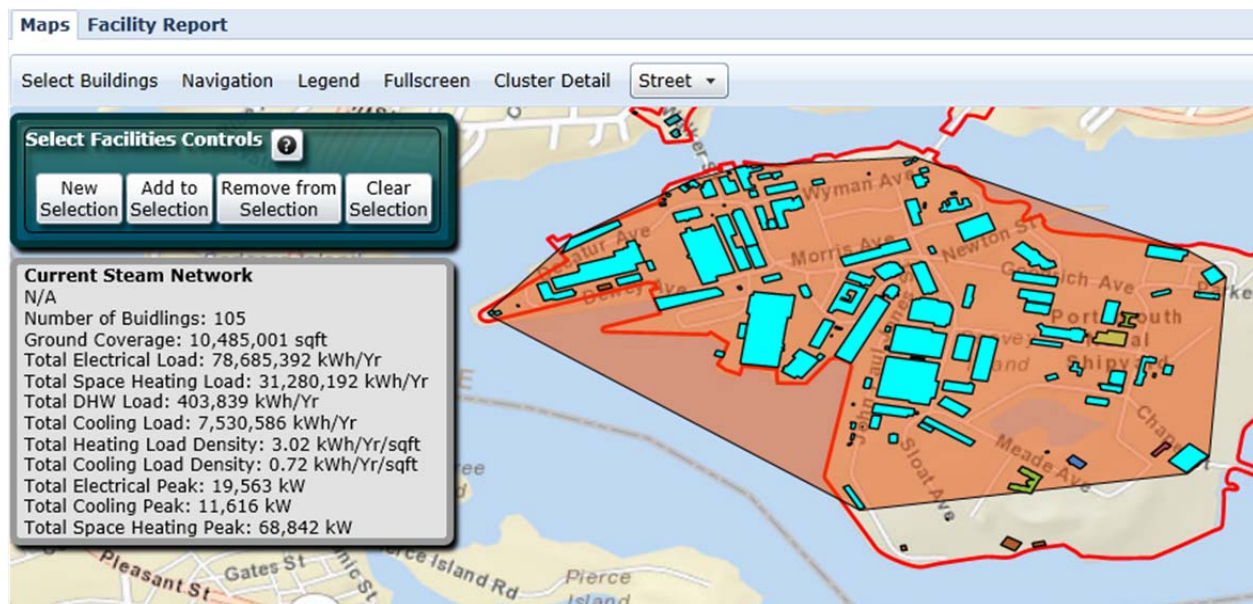 Maps Facility Report
Select Buildings Navigation Legend Fullscreen Cluster Detail Street
Select Facilities Controls ?
New Selection
Add to Selection
Remove from Selection
Clear Selection
Current Steam Network
N/A
Number of Buidlings: 105
Ground Coverage: 10,485,001 sqft
Total Electrical Load: 78,685,392 kWh/Yr
Total Space Heating Load: 31,280,192 kWh/Yr
Total DHW Load: 403,839 kWh/Yr
Total Cooling Load: 7,530,586 kWh/Yr
Total Heating Load Density: 3.02 kWh/Yr/sqft
Total Cooling Load Density: 0.72 kWh/Yr/sqft
Total Electrical Peak: 19,563 kW
Total Cooling Peak: 11,616 kW
Total Space Heating Peak: 68,842 kW
Wyman Ave
Decatur Ave
Morris Ave
Newton St
Dewey Ave
Goodrich Ave
Shipyard
Meade Ave
Sloat Ave
Pleasant St
Gates St
Pierce Island